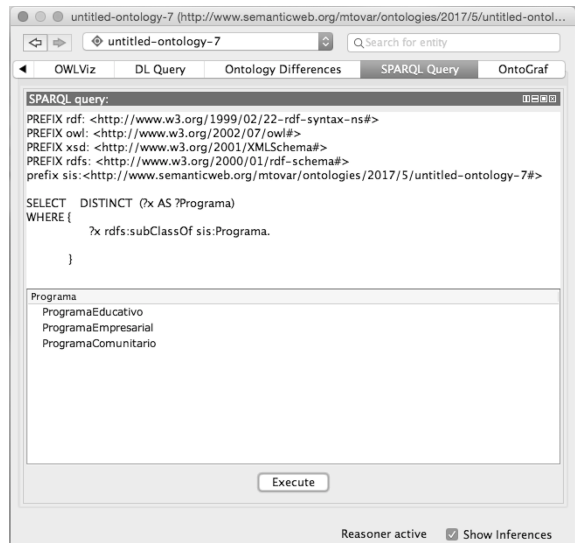 untitled-ontology-7 (http://www.semanticweb.org/mtovar/ontologies/2017/5/untitled-ontol...
untitled-ontology-7
Search for entity
OWLViz DL Query Ontology Differences SPARQL Query OntoGraf
SPARQL query:
PREFIX rdf: <http://www.w3.org/1999/02/22-rdf-syntax-ns#>
PREFIX owl: <http://www.w3.org/2002/07/owl#>
PREFIX xsd: <http://www.w3.org/2001/XMLSchema#>
PREFIX rdfs: <http://www.w3.org/2000/01/rdf-schema#>
prefix sis:<http://www.semanticweb.org/mtovar/ontologies/2017/5/untitled-ontology-7#>
SELECT DISTINCT (?x AS ?Programa)
WHERE {
?x rdfs:subClassOf sis:Programa.
}
Programa
ProgramaEducativo
ProgramaEmpresarial
ProgramaComunitario
Execute
Reasoner active Show Inferences